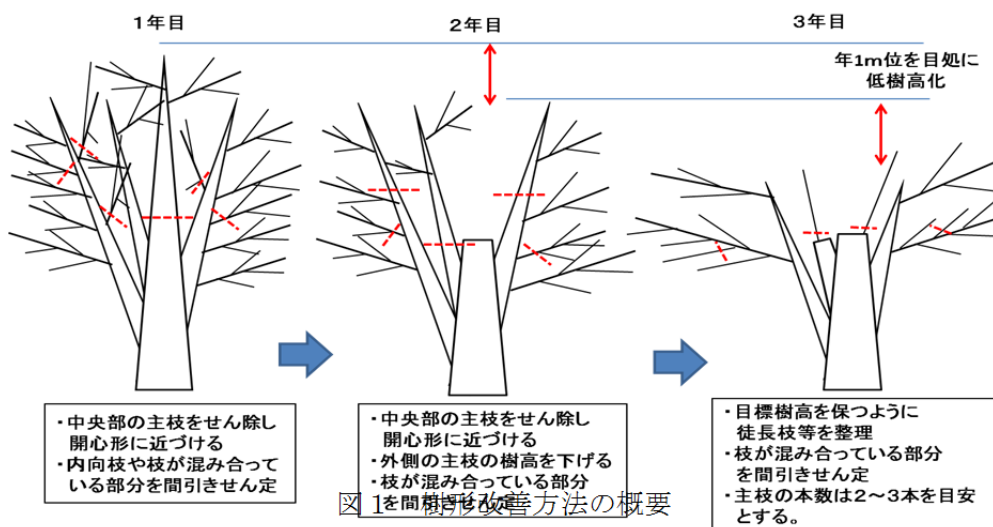 1年目
2年目
3年目
年1m位を目処に
低樹高化
・中央部の主枝をせん除し
開心形に近づける
・内向枝や枝が混み合って
いる部分を間引きせん定
・中央部の主枝をせん除し
開心形に近づける
・外側の主枝の樹高を下げる
・枝が混み合っている部分
を間引きせん定
・目標樹高を保つように
徒長枝等を整理
・枝が混み合っている部分
を間引きせん定
・主枝の本数は2～3本を目安
とする。
図1 樹形改善方法の概要